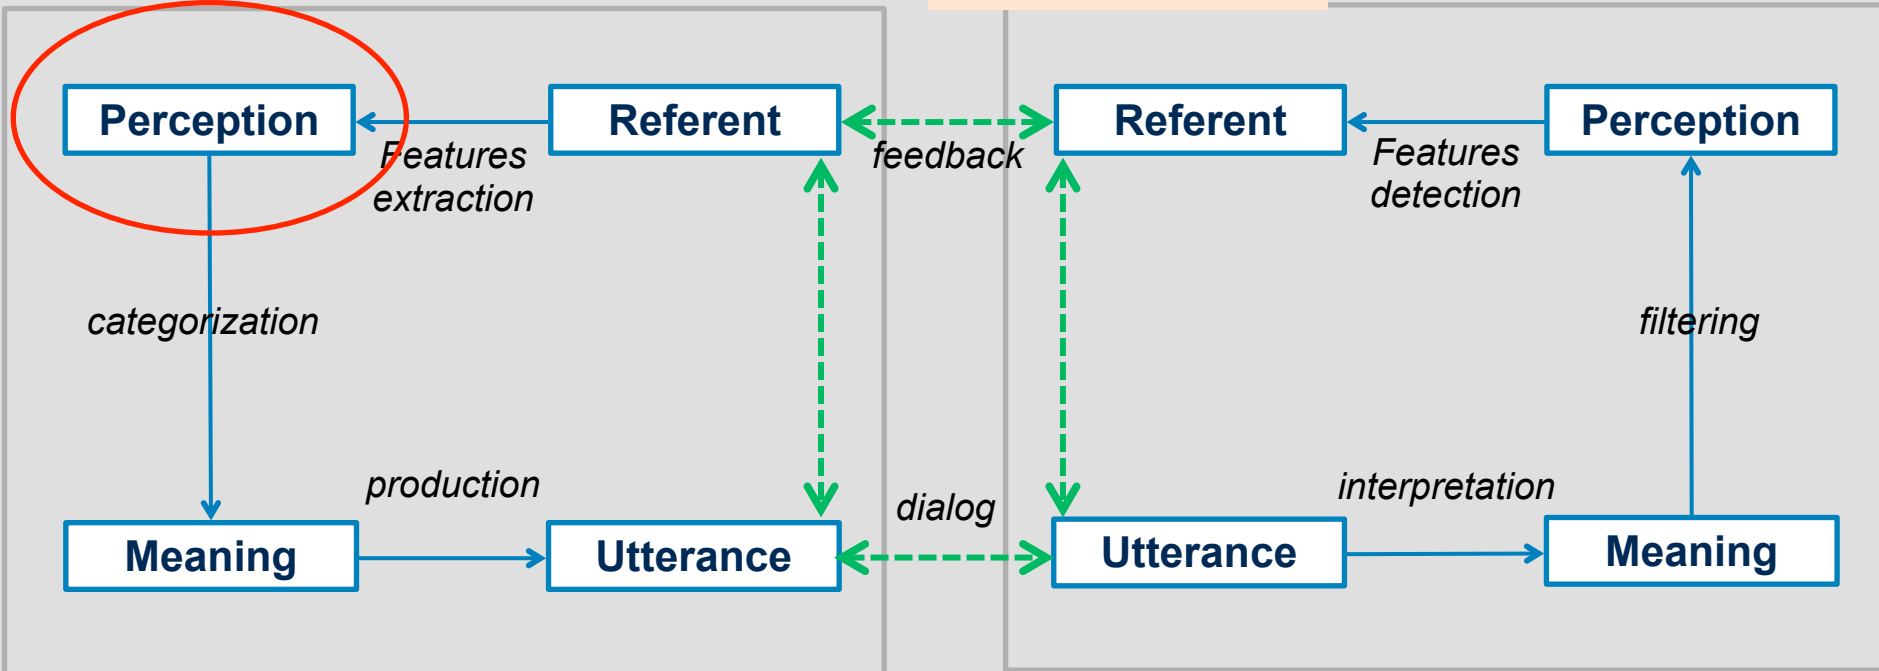 Perception
Referent
Referent
Perception
Features
extraction
feedback
Features
detection
categorization
filtering
production
dialog
interpretation
Meaning
Utterance
Utterance
Meaning